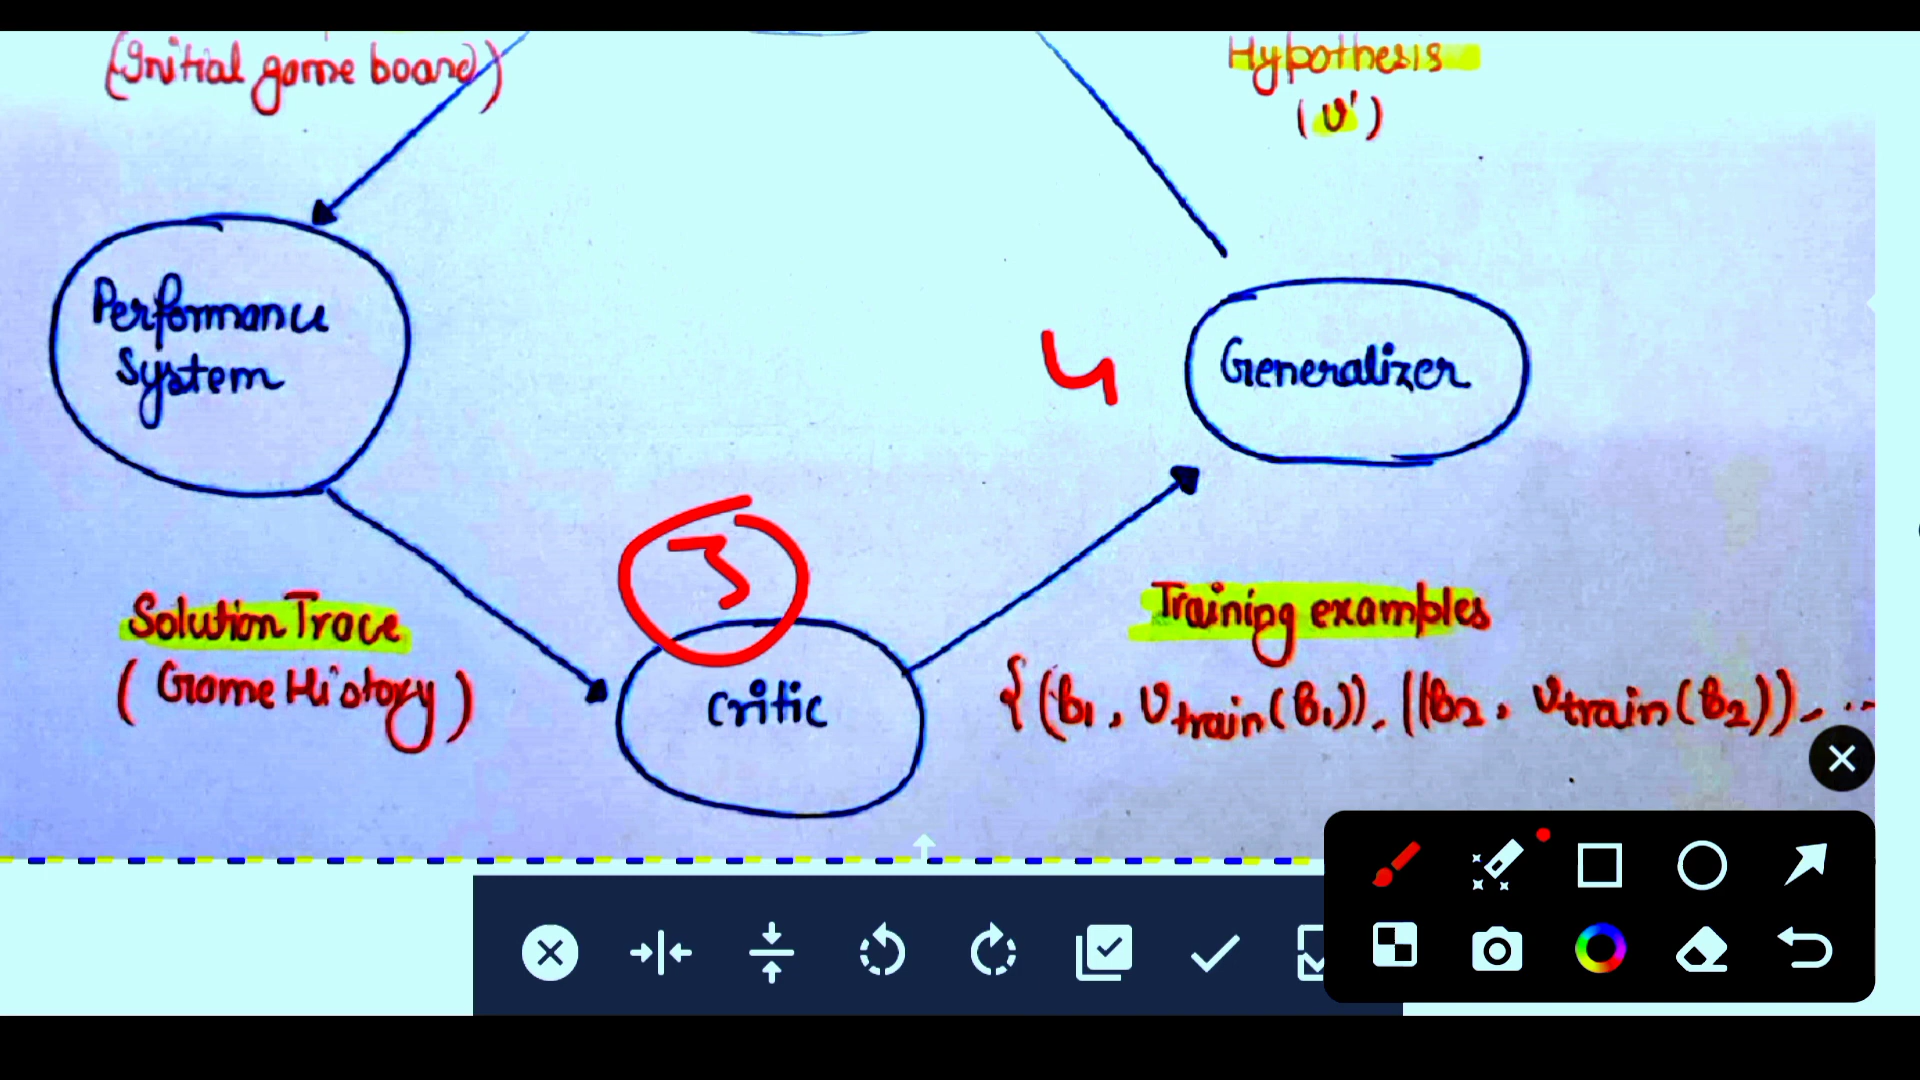 (Initial game board)
Hypothesis
(v')
Performance
System
4
Generalizer
3
Solution Trace
(Game History)
Critic
Training examples
{(b1, vtrain(b1)), ((b2, vtrain(b2)), ...